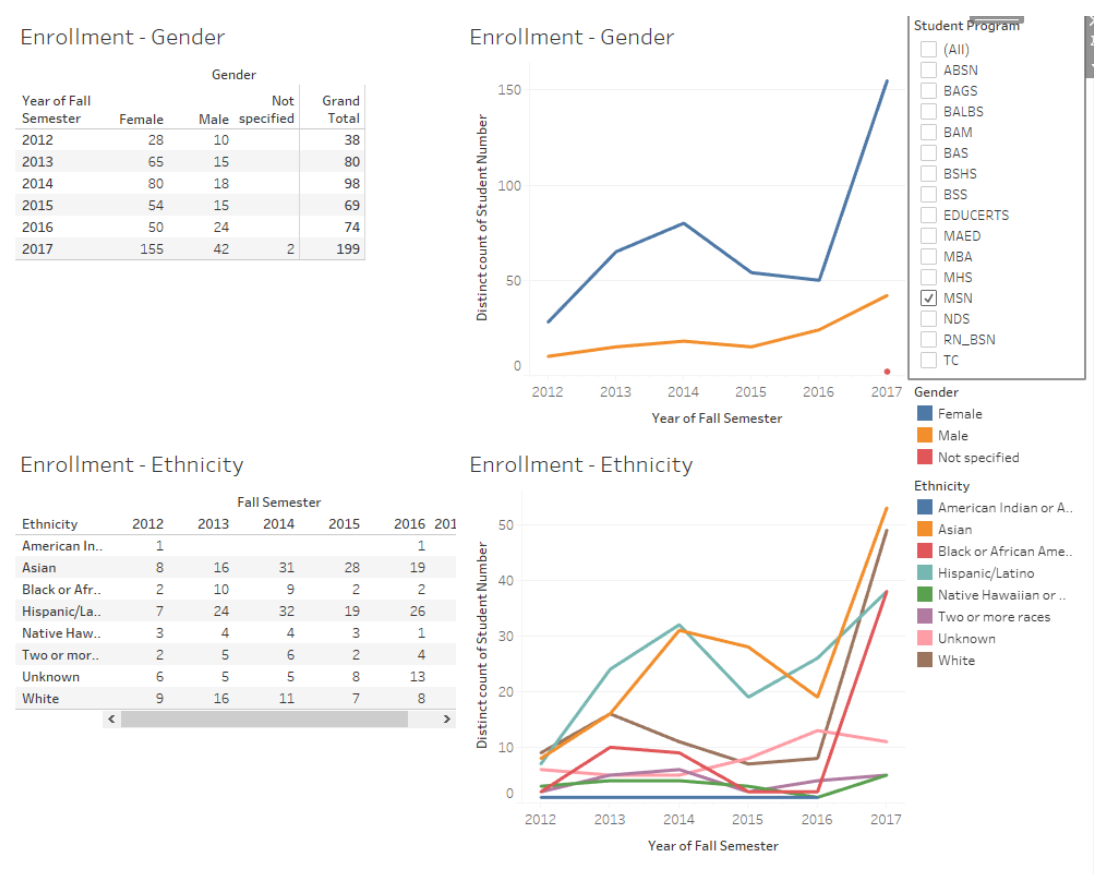 Enrollment - Gender
Gender
Year of Fall Semester Female Male Not specified Grand Total
2012 28 10 38
2013 65 15 80
2014 80 18 98
2015 54 15 69
2016 50 24 74
2017 155 42 2 199
Enrollment - Gender
Distinct count of Student Number
150
100
50
0
2012 2013 2014 2015 2016 2017
Year of Fall Semester
Student Program
(All)
ABSN
BAGS
BALBS
BAM
BAS
BSHS
BSS
EDUCERTS
MAED
MBA
MHS
MSN
NDS
RN_BSN
TC
Gender
Female
Male
Not specified
Enrollment - Ethnicity
Fall Semester
Ethnicity 2012 2013 2014 2015 2016 201
American In.. 1 1
Asian 8 16 31 28 19
Black or Afr.. 2 10 9 2 2
Hispanic/La.. 7 24 32 19 26
Native Haw.. 3 4 4 3 1
Two or mor.. 2 5 6 2 4
Unknown 6 5 5 8 13
White 9 16 11 7 8
Enrollment - Ethnicity
Distinct count of Student Number
50
40
30
20
10
0
2012 2013 2014 2015 2016 2017
Year of Fall Semester
Ethnicity
American Indian or A..
Asian
Black or African Ame..
Hispanic/Latino
Native Hawaiian or ..
Two or more races
Unknown
White